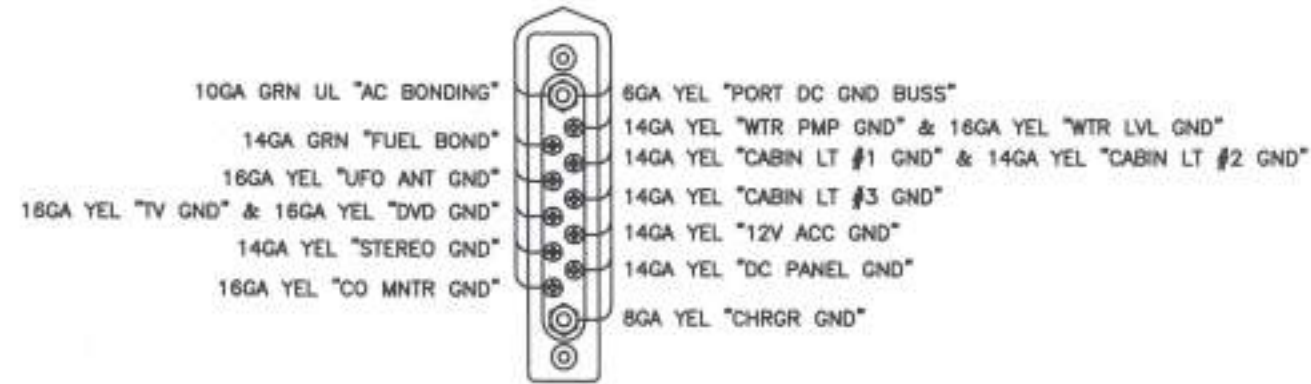 10GA GRN UL "AC BONDING"
14GA GRN "FUEL BOND"
16GA YEL "UFO ANT GND"
16GA YEL "TV GND" & 16GA YEL "DVD GND"
14GA YEL "STEREO GND"
16GA YEL "CO MNTR GND"
6GA YEL "PORT DC GND BUSS"
14GA YEL "WTR PMP GND" & 16GA YEL "WTR LVL GND"
14GA YEL "CABIN LT #1 GND" & 14GA YEL "CABIN LT #2 GND"
14GA YEL "CABIN LT #3 GND"
14GA YEL "12V ACC GND"
14GA YEL "DC PANEL GND"
8GA YEL "CHRGR GND"